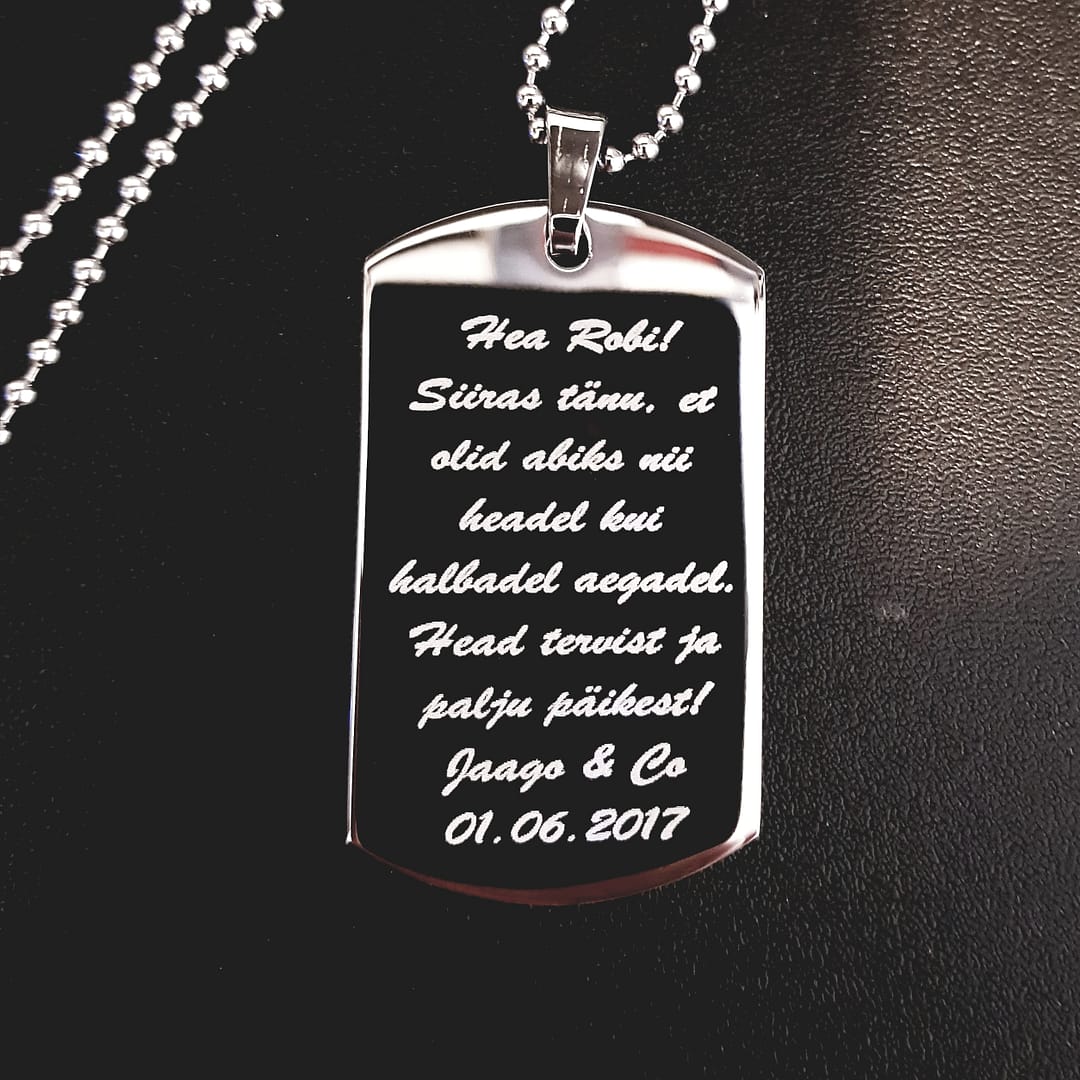 Hea Robi!
Siiras tänu, et
olid abiks nii
headel kui
halbadel aegadel.
Head tervist ja
palju päikest!
Jaago & Co
01.06.2017